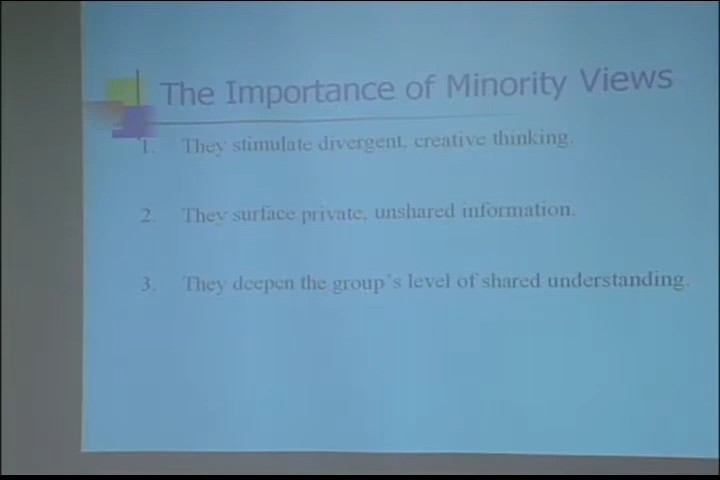 The Importance of Minority Views
1. They stimulate divergent, creative thinking.
2. They surface private, unshared information.
3. They deepen the group's level of shared understanding.